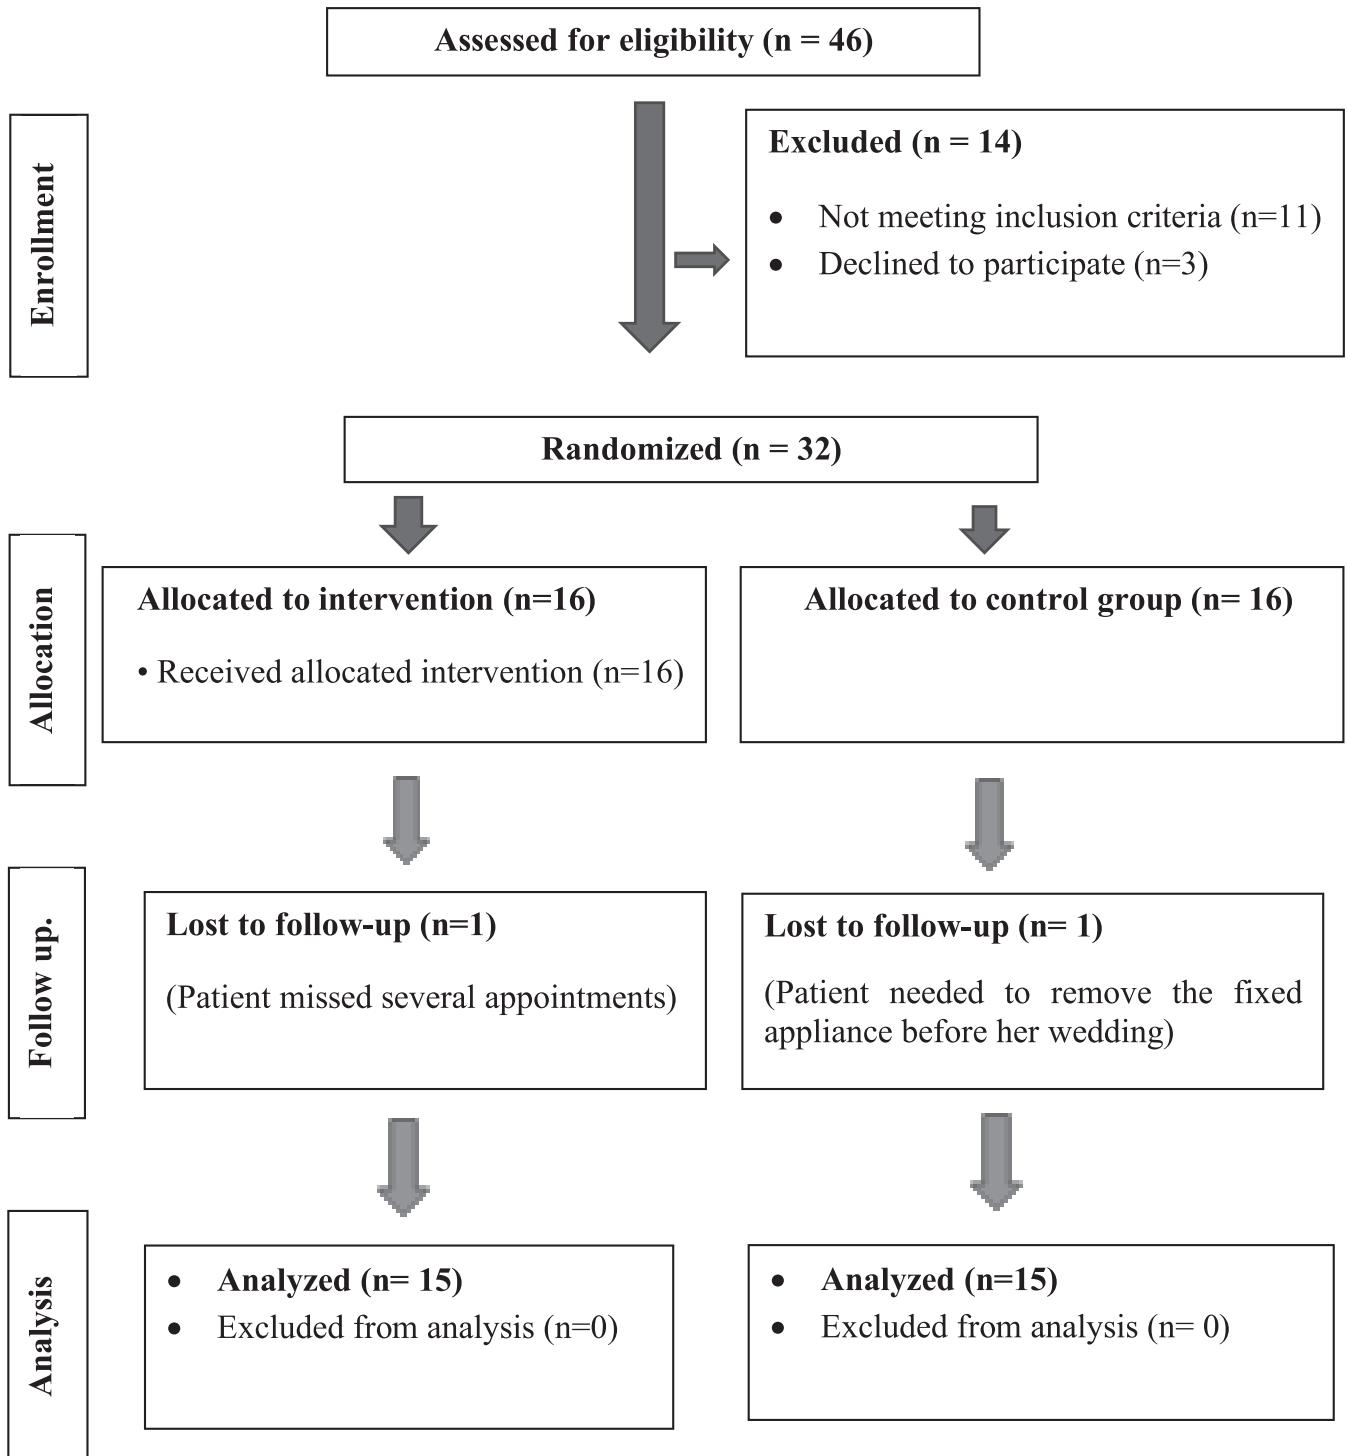 Assessed for eligibility (n = 46)
Enrollment
Excluded (n = 14)
• Not meeting inclusion criteria (n=11)
• Declined to participate (n=3)
Randomized (n = 32)
Allocation
Allocated to intervention (n=16)
• Received allocated intervention (n=16)
Allocated to control group (n= 16)
Follow up.
Lost to follow-up (n=1)
(Patient missed several appointments)
Lost to follow-up (n= 1)
(Patient needed to remove the fixed
appliance before her wedding)
Analysis
• Analyzed (n= 15)
• Excluded from analysis (n=0)
• Analyzed (n=15)
• Excluded from analysis (n= 0)